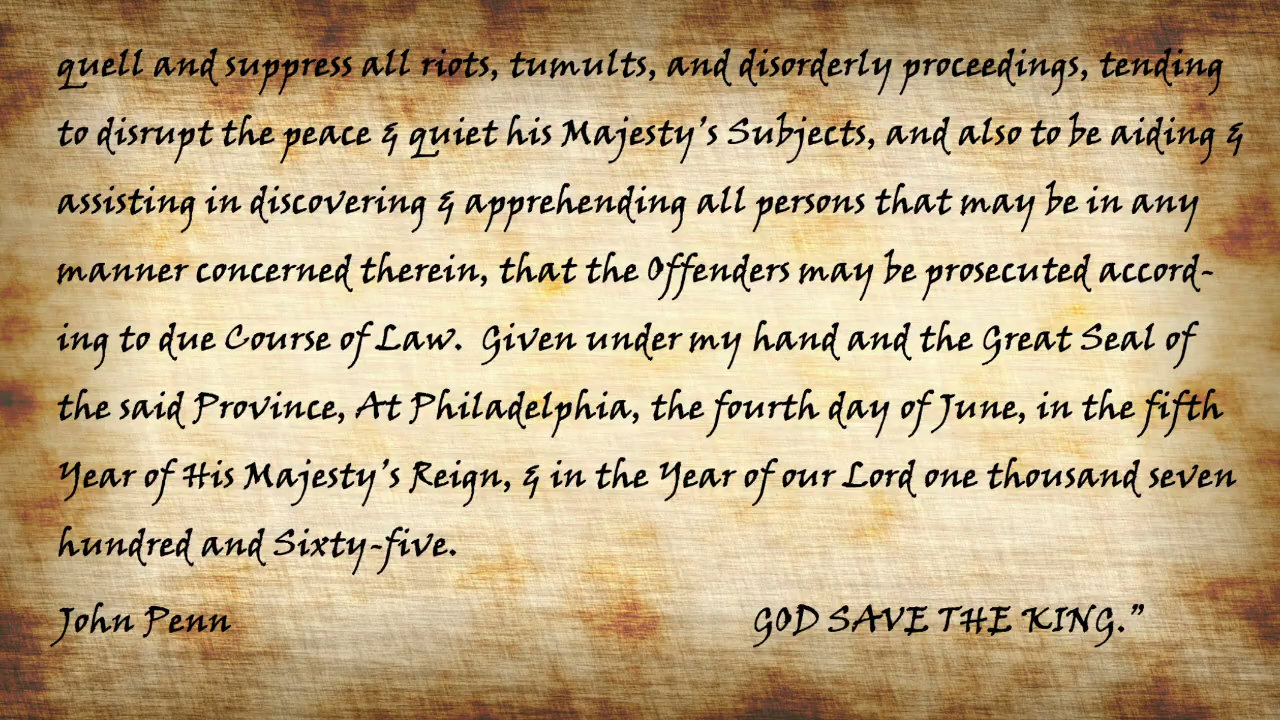 quell and suppress all riots, tumults, and disorderly proceedings, tending
to disrupt the peace & quiet his Majesty's Subjects, and also to be aiding &
assisting in discovering & apprehending all persons that may be in any
manner concerned therein, that the Offenders may be prosecuted accord-
ing to due Course of Law.  Given under my hand and the Great Seal of
the said Province, At Philadelphia, the fourth day of June, in the fifth
Year of His Majesty's Reign, & in the Year of our Lord one thousand seven
hundred and Sixty-five.
John Penn GOD SAVE THE KING."